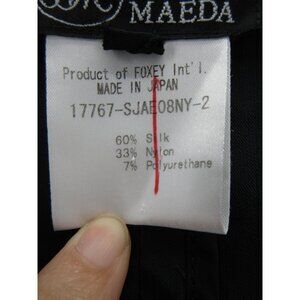 MAEDA
Product of FOXEY Int'l.
MADE IN JAPAN
17767-SJAE08NY-2
60% Silk
33% Nylon
7% Polyurethane